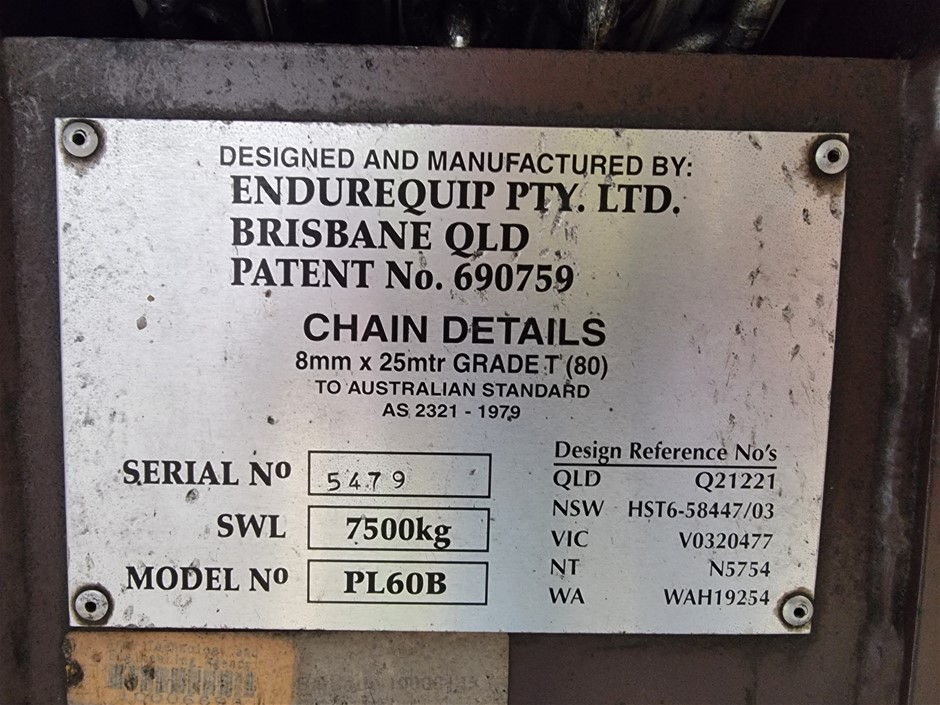 DESIGNED AND MANUFACTURED BY:
ENDUREQUIP PTY. LTD.
BRISBANE QLD
PATENT No. 690759
CHAIN DETAILS
8mm x 25mtr GRADE T (80)
TO AUSTRALIAN STANDARD
AS 2321 - 1979
SERIAL No 5479
SWL 7500kg
MODEL No PL60B
Design Reference No's
QLD Q21221
NSW HST6-58447/03
VIC V0320477
NT N5754
WA WAH19254